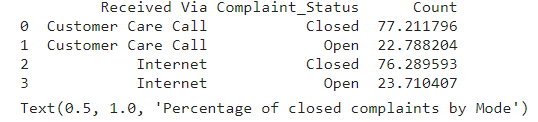 Received Via Complaint_Status Count
0 Customer Care Call Closed 77.211796
1 Customer Care Call Open 22.788204
2 Internet Closed 76.289593
3 Internet Open 23.710407
Text(0.5, 1.0, 'Percentage of closed complaints by Mode')